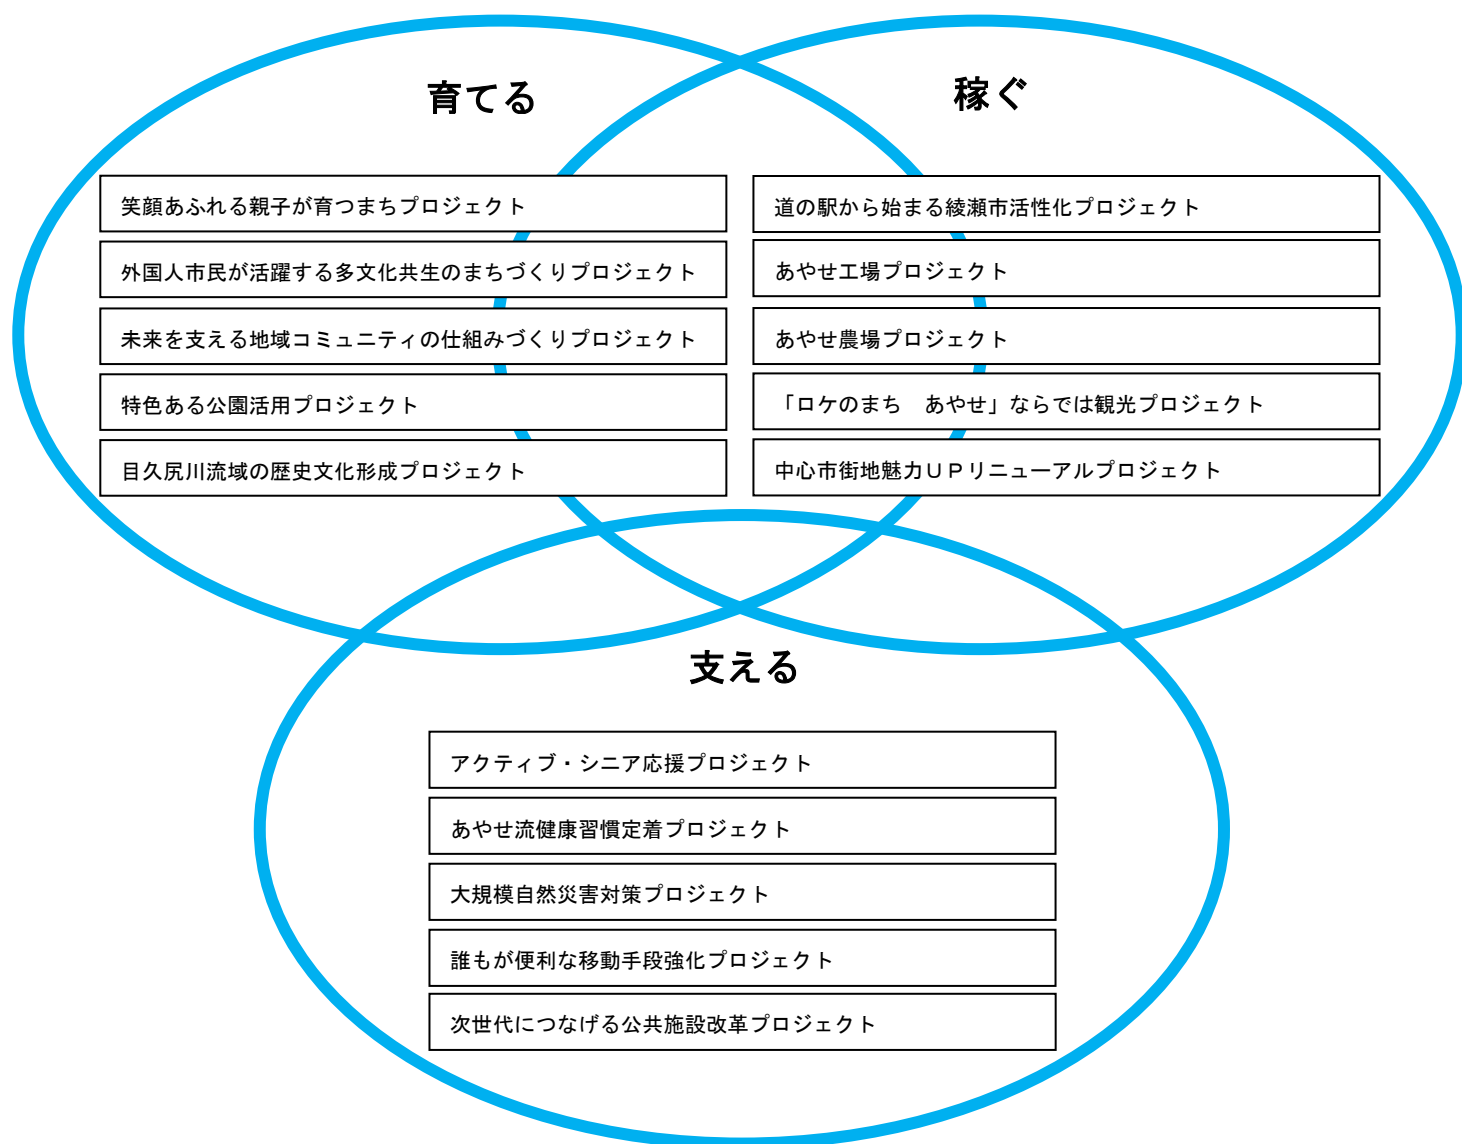 育てる
笑顔あふれる親子が育つまちプロジェクト
外国人市民が活躍する多文化共生のまちづくりプロジェクト
未来を支える地域コミュニティの仕組みづくりプロジェクト
特色ある公園活用プロジェクト
目久尻川流域の歴史文化形成プロジェクト
稼ぐ
道の駅から始まる綾瀬市活性化プロジェクト
あやせ工場プロジェクト
あやせ農場プロジェクト
「ロケのまち　あやせ」ならでは観光プロジェクト
中心市街地魅力ＵＰリニューアルプロジェクト
支える
アクティブ・シニア応援プロジェクト
あやせ流健康習慣定着プロジェクト
大規模自然災害対策プロジェクト
誰もが便利な移動手段強化プロジェクト
次世代につなげる公共施設改革プロジェクト